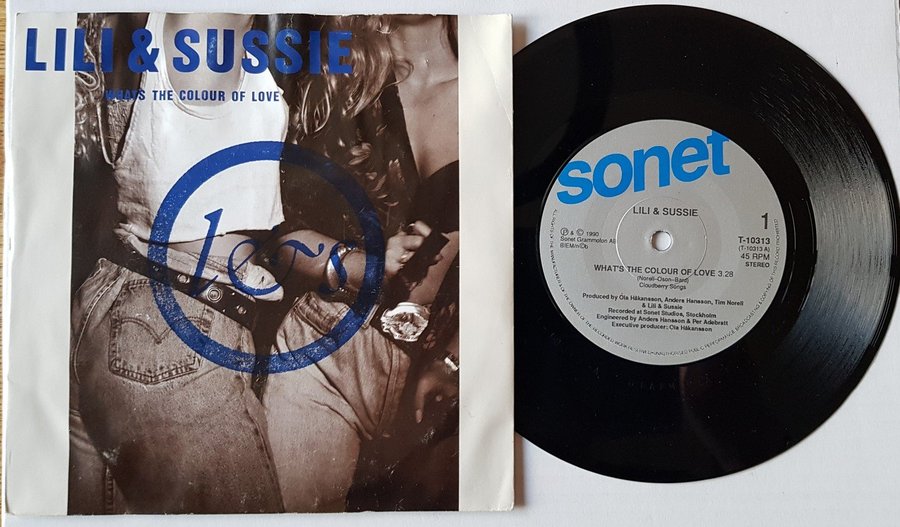 LILI & SUSSIE
WHATS THE COLOUR OF LOVE
l&s
sonet
LILI & SUSSIE
1
℗ & © 1990
Sonet Grammofon AB
BIEM/n©b
T-10313
(T-10313 A)
45 RPM
STEREO
WHAT'S THE COLOUR OF LOVE 3.28
(Norell-Oson-Bard)
Cloudberry Songs
Produced by Ola Håkansson, Anders Hansson, Tim Norell
& Lili & Sussie
Recorded at Sonet Studios, Stockholm
Engineered by Anders Hansson & Per Adebratt
Executive producer: Ola Håkansson